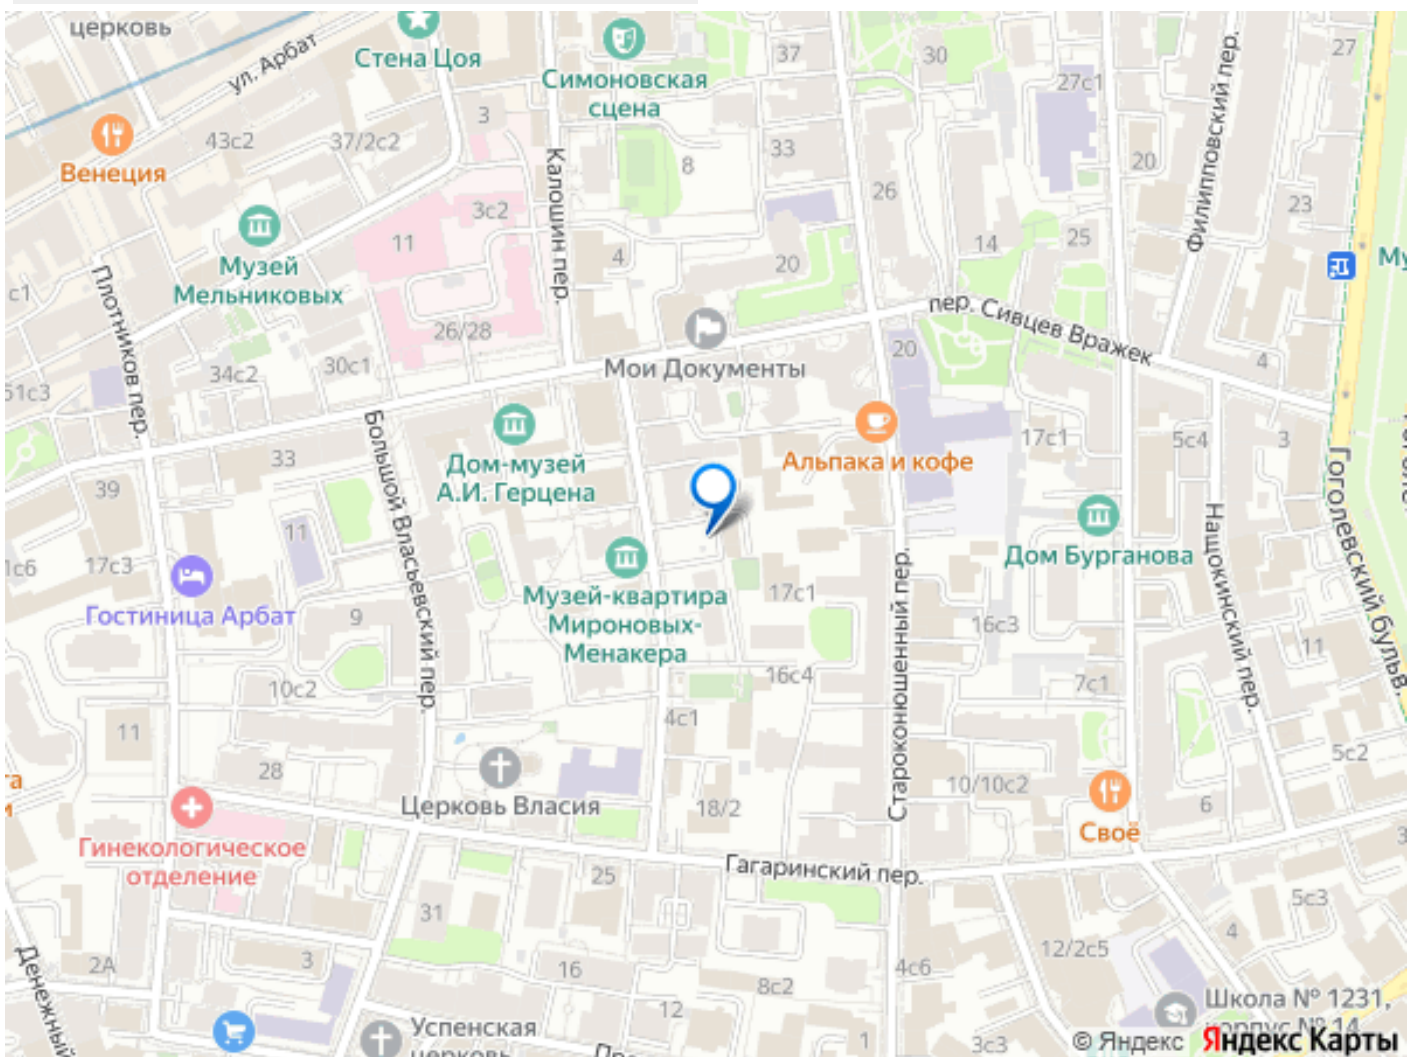 церковь
Стена Цоя
ул. Арбат
Симоновская
сцена
37
30
27
27с1
Филипповский пер.
43с2
37/2с2
3
Венеция
Калошин пер.
8
33
20
26
23
3с2
11
Музей
Мельниковых
4
20
14
25
Му
с1
Плотников пер.
26/28
пер. Сивцев Вражек
Мои Документы
20
4
51с3
34с2
30с1
Большой Власьевский пер.
Дом-музей
А.И. Герцена
Альпака и кофе
17с1
5с4
3
Гоголевский бульв.
33
39
11
Нащокинский пер.
Дом Бурганова
1с6
17с3
Гостиница Арбат
9
Музей-квартира
Мироновых-
Менакера
17с1
Староконюшенный пер.
16с3
11
10с2
16с4
7с1
4с1
11
5с2
28
Церковь Власия
18/2
10/10с2
6
Своё
Гинекологическое
отделение
Гагаринский пер.
25
31
5с3
4
12/2с5
Денежный
2А
3
16
12
8с2
4с6
Школа № 1231,
корпус № 14
Успенская
церковь
1
3с3
© Яндекс Яндекс Карты